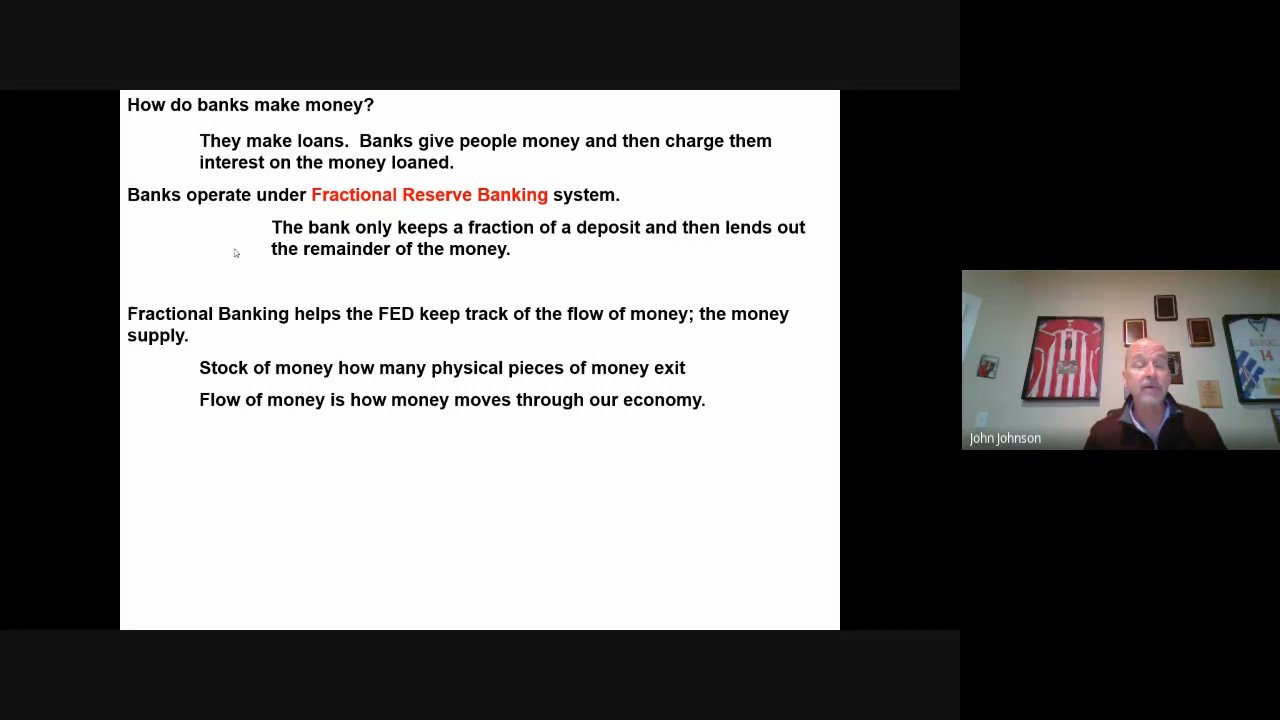 How do banks make money?
They make loans.  Banks give people money and then charge them
interest on the money loaned.
Banks operate under Fractional Reserve Banking system.
The bank only keeps a fraction of a deposit and then lends out
the remainder of the money.
Fractional Banking helps the FED keep track of the flow of money; the money
supply.
Stock of money how many physical pieces of money exit
Flow of money is how money moves through our economy.
John Johnson
14